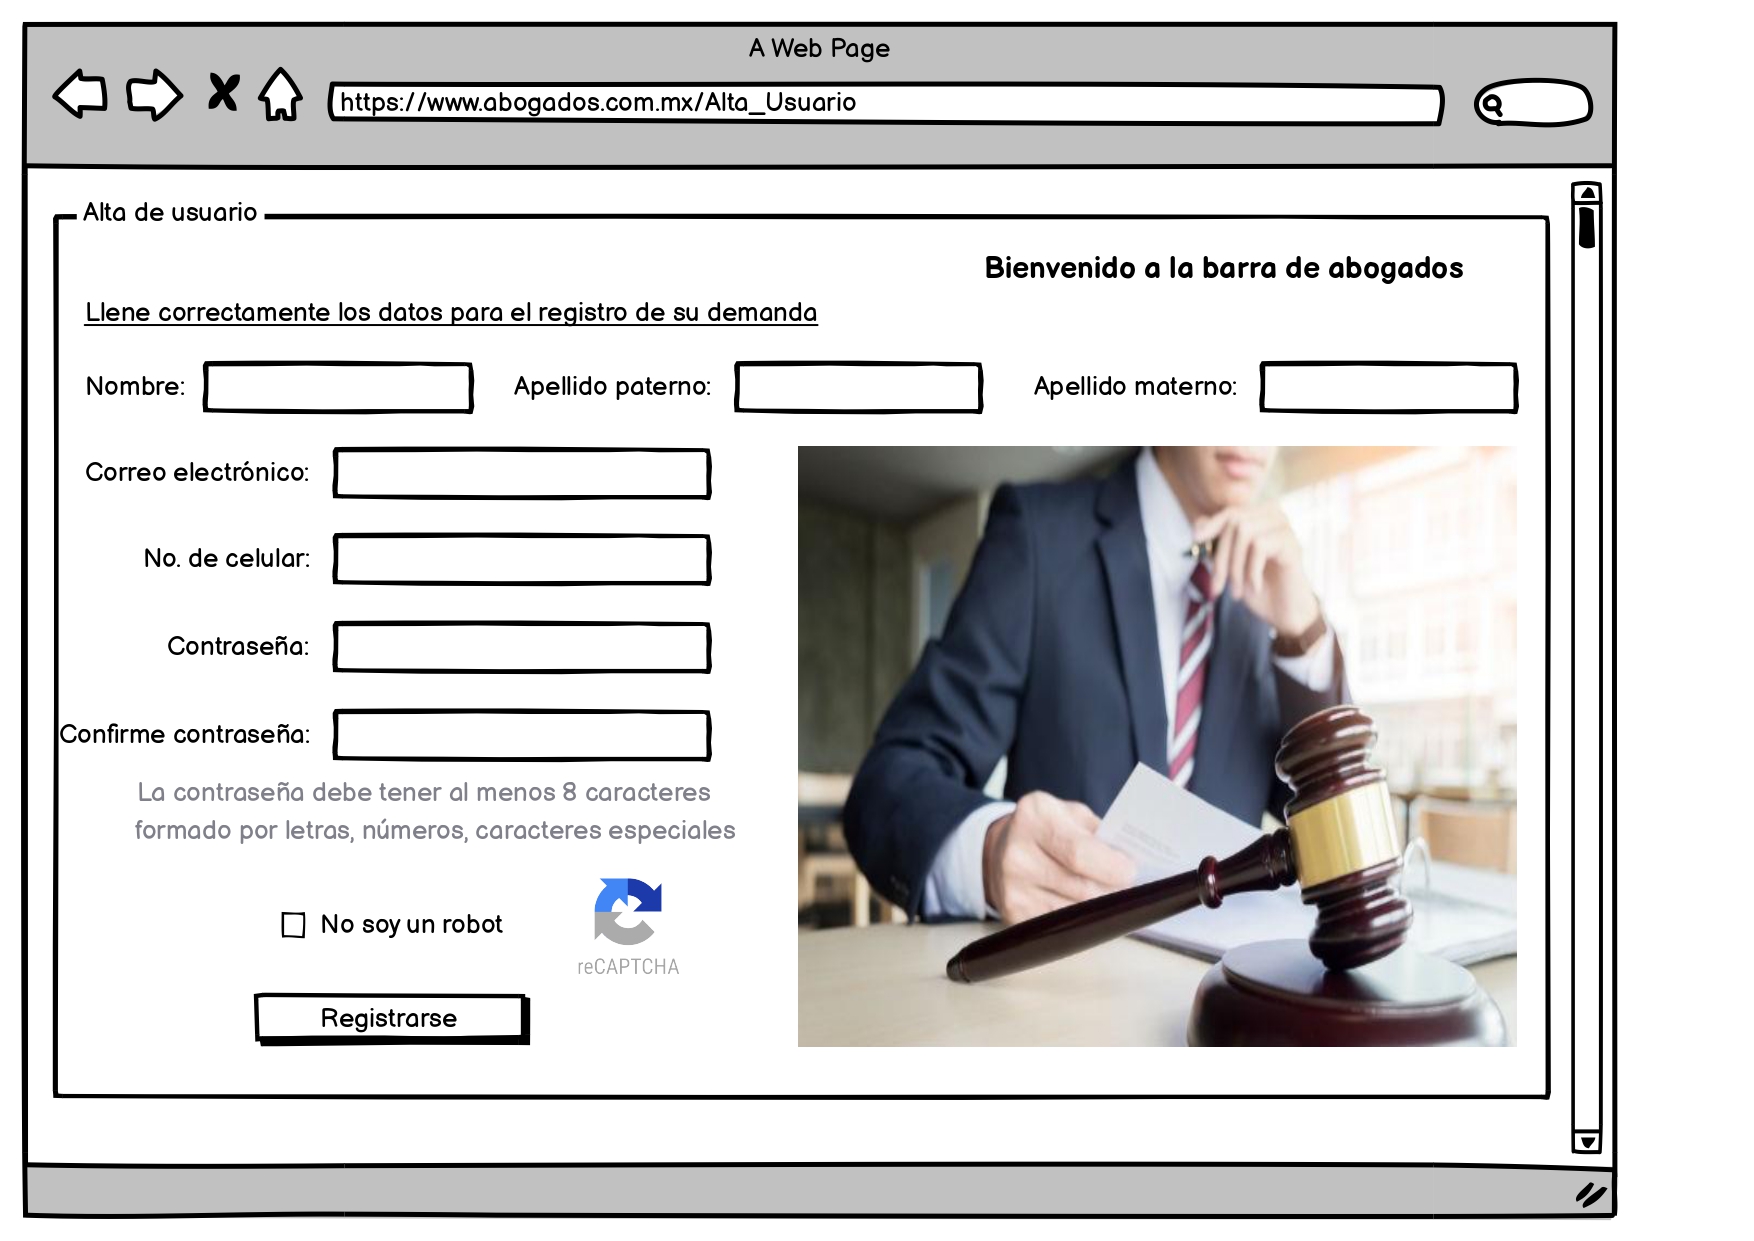 A Web Page
https://www.abogados.com.mx/Alta_Usuario
Alta de usuario
Bienvenido a la barra de abogados
Llene correctamente los datos para el registro de su demanda
Nombre: Apellido paterno: Apellido materno:
Correo electrónico:
No. de celular:
Contraseña:
Confirme contraseña:
La contraseña debe tener al menos 8 caracteres
formado por letras, números, caracteres especiales
No soy un robot
reCAPTCHA
Registrarse